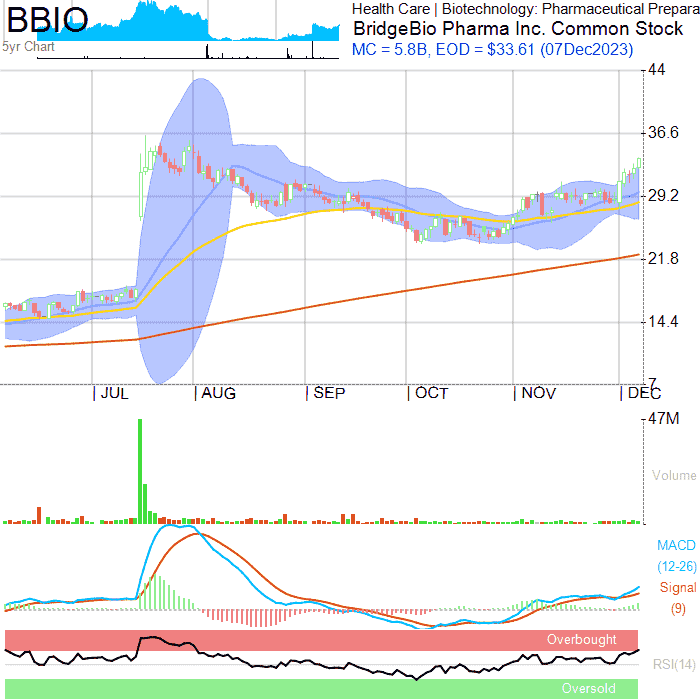 BBIO
5yr Chart
Health Care | Biotechnology: Pharmaceutical Prepara
BridgeBio Pharma Inc. Common Stock
MC = 5.8B, EOD = $33.61 (07Dec2023)
44
36.6
29.2
21.8
14.4
7
JUL AUG SEP OCT NOV DEC
47M
Volume
MACD
(12-26)
Signal
(9)
Overbought
RSI(14)
Oversold